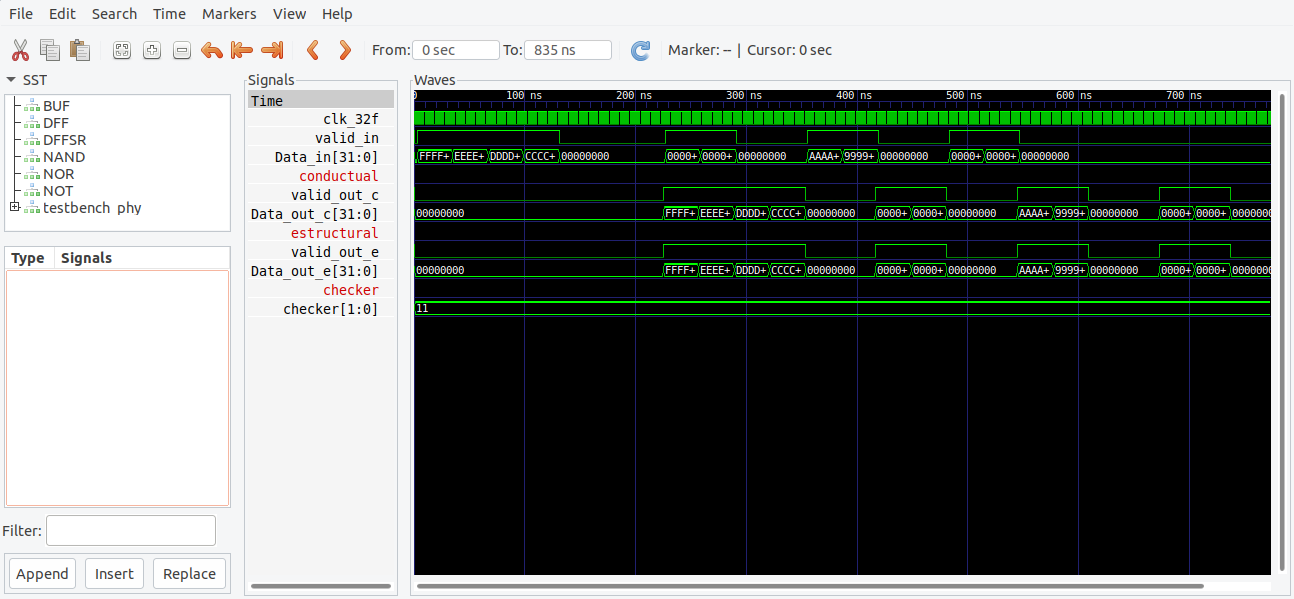 File Edit Search Time Markers View Help
From: 0 sec To: 835 ns Marker: -- | Cursor: 0 sec
SST
BUF
DFF
DFFSR
NAND
NOR
NOT
testbench_phy
Type Signals
Filter:
Append Insert Replace
Signals
Time
clk_32f
valid_in
Data_in[31:0]
conductual
valid_out_c
Data_out_c[31:0]
estructural
valid_out_e
Data_out_e[31:0]
checker
checker[1:0]
Waves
0 100 ns 200 ns 300 ns 400 ns 500 ns 600 ns 700 ns
FFFF+ EEEE+ DDDD+ CCCC+ 00000000 0000+ 0000+ 00000000 AAAA+ 9999+ 00000000 0000+ 0000+ 00000000
00000000 FFFF+ EEEE+ DDDD+ CCCC+ 00000000 0000+ 0000+ 00000000 AAAA+ 9999+ 00000000 0000+ 0000+ 0000000
00000000 FFFF+ EEEE+ DDDD+ CCCC+ 00000000 0000+ 0000+ 00000000 AAAA+ 9999+ 00000000 0000+ 0000+ 0000000
11